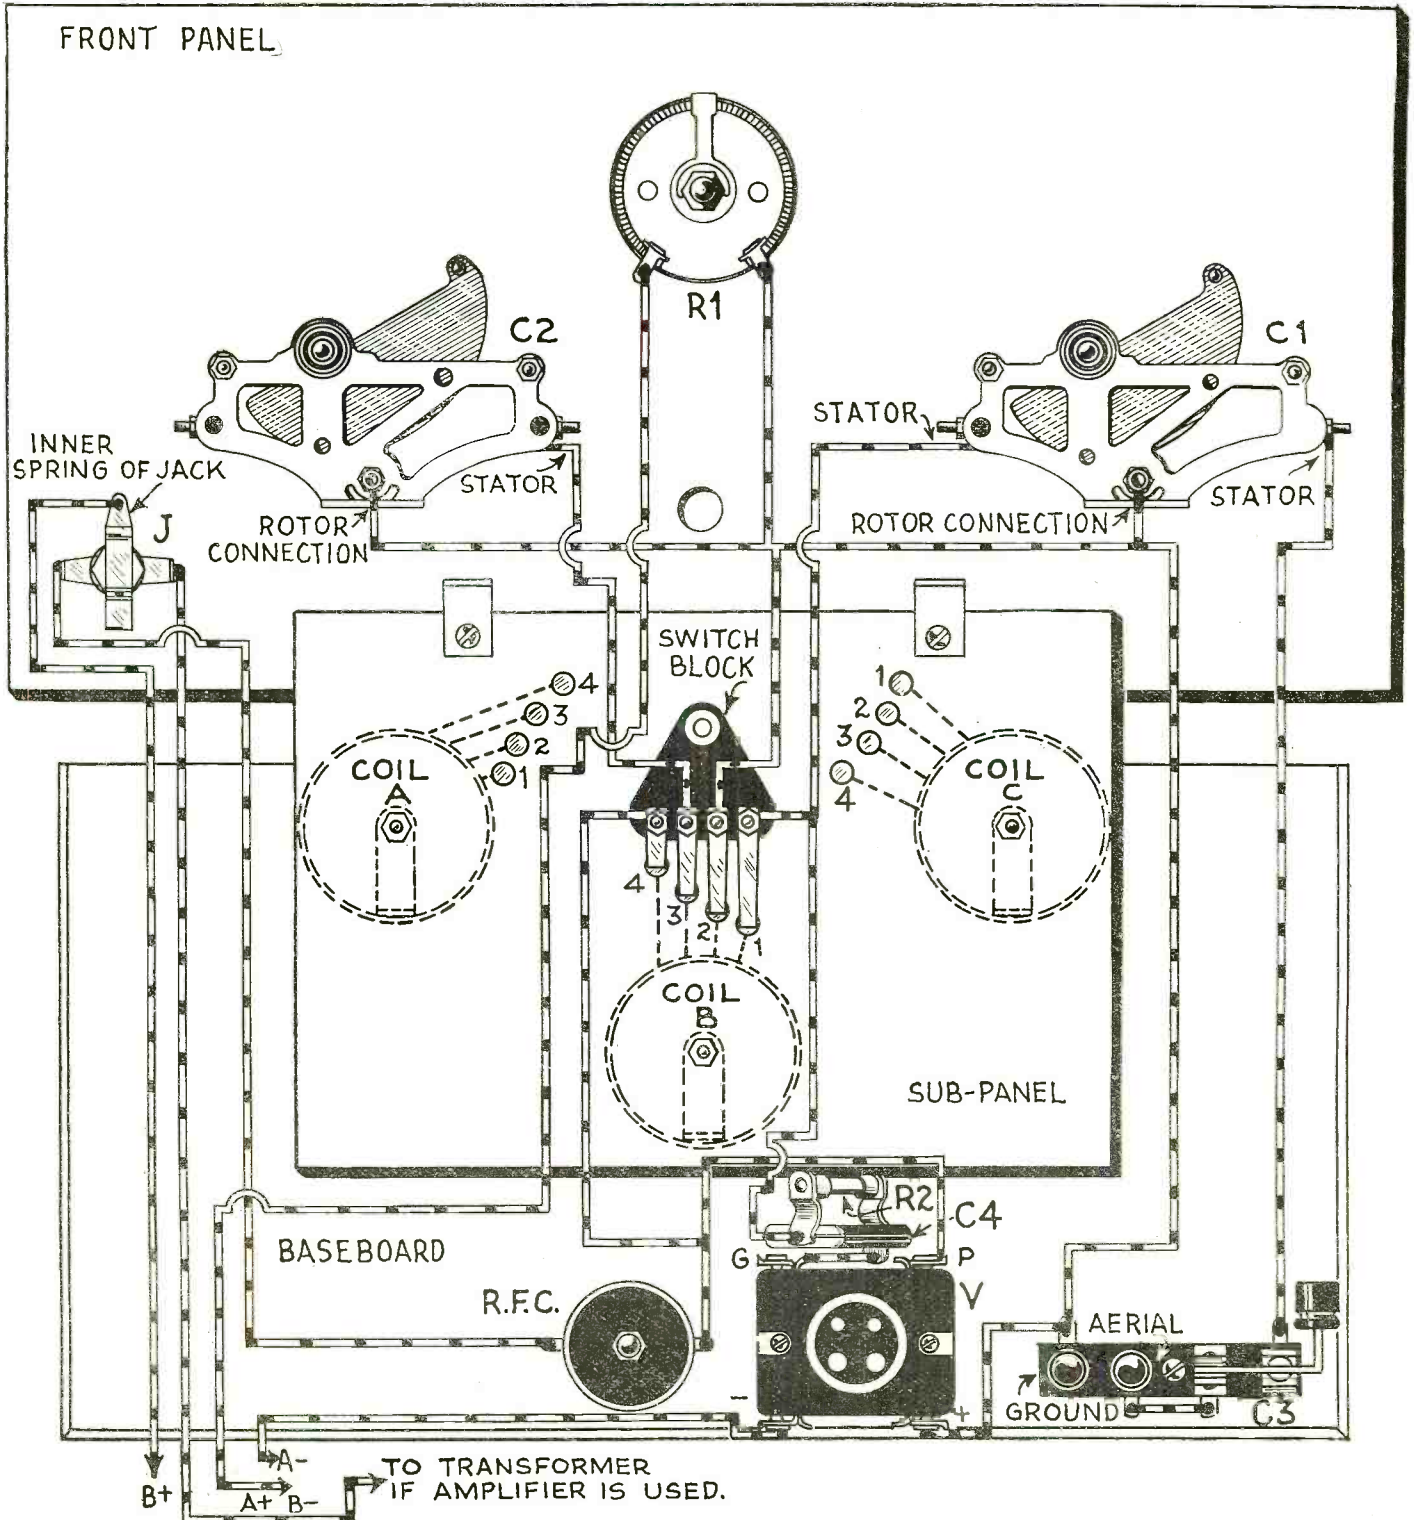 FRONT PANEL
R1
C2
C1
STATOR
INNER
SPRING OF JACK
J
STATOR
STATOR
ROTOR
CONNECTION
ROTOR CONNECTION
SWITCH
BLOCK
4
3
2
1
1
2
3
4
COIL
A
COIL
C
4
3
2
1
COIL
B
SUB-PANEL
R2
C4
BASEBOARD
G
P
R.F.C.
V
AERIAL
-
+
GROUND
C3
A-
B+
A+ B-
TO TRANSFORMER
IF AMPLIFIER IS USED.